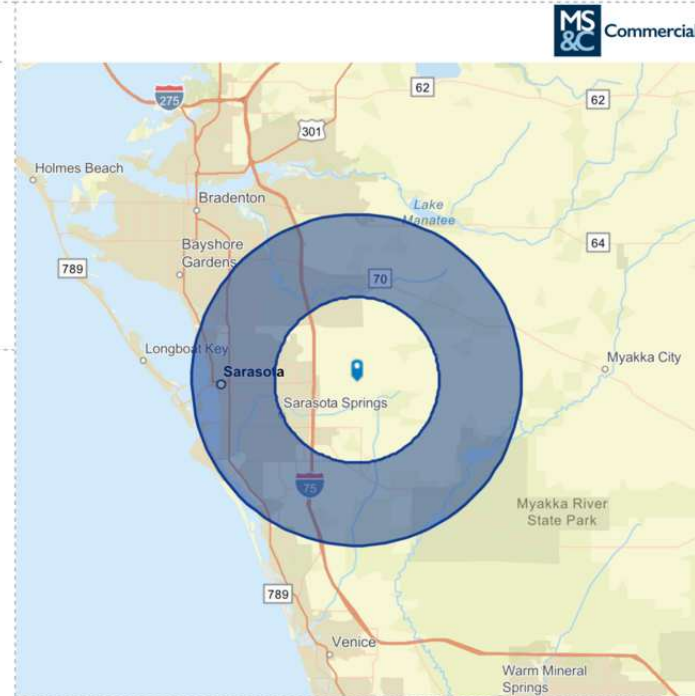 MS
&C Commercial
275
62
62
301
Holmes Beach
Lake
Manatee
Bradenton
Bayshore
Gardens
64
789
70
Longboat Key
Myakka City
Sarasota
Sarasota Springs
75
Myakka River
State Park
789
Venice
Warm Mineral
Springs